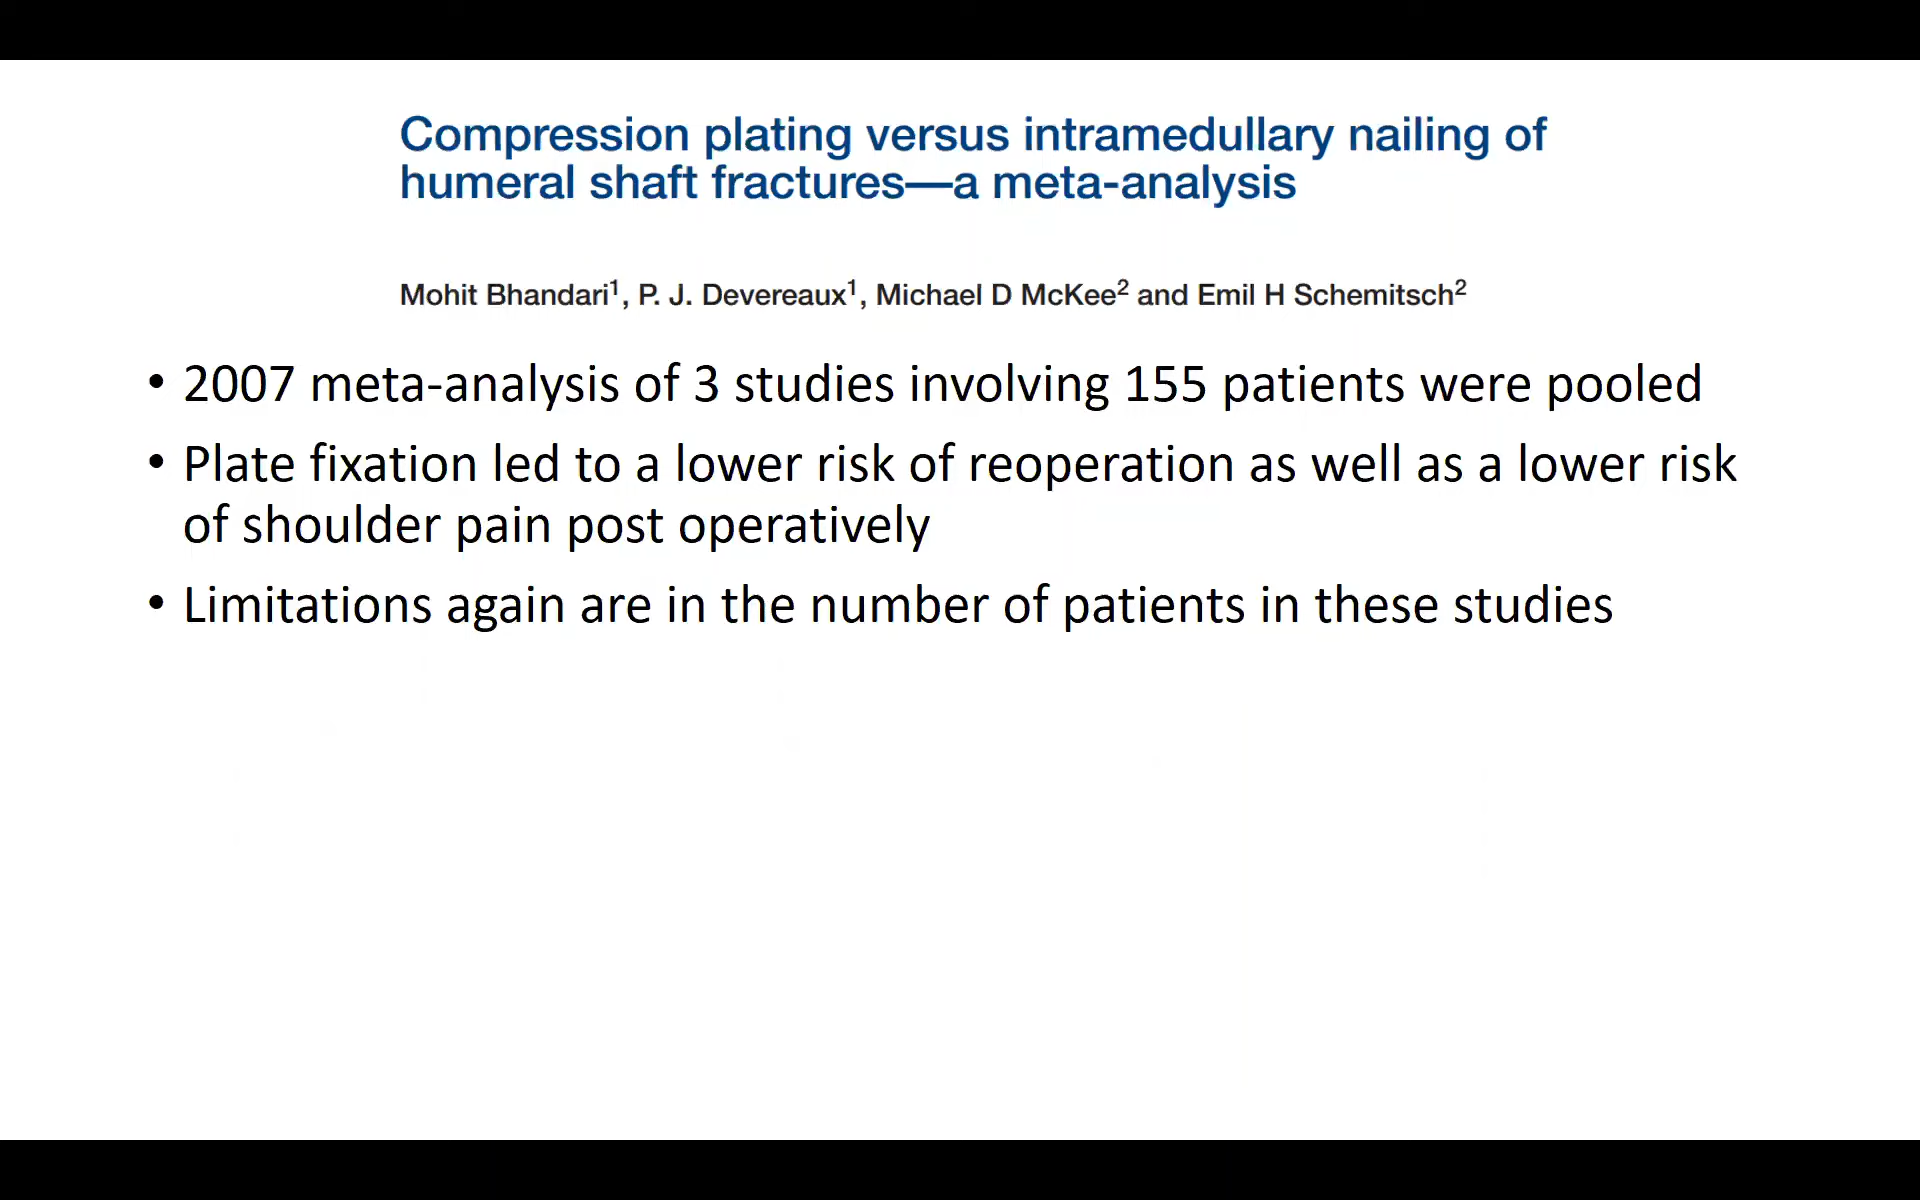 Compression plating versus intramedullary nailing of
humeral shaft fractures—a meta-analysis
Mohit Bhandari1, P. J. Devereaux1, Michael D McKee2 and Emil H Schemitsch2
• 2007 meta-analysis of 3 studies involving 155 patients were pooled
• Plate fixation led to a lower risk of reoperation as well as a lower risk
of shoulder pain post operatively
• Limitations again are in the number of patients in these studies